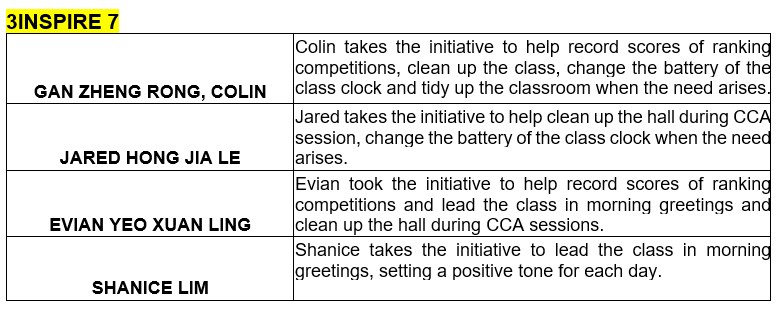 3INSPIRE 7
GAN ZHENG RONG, COLIN
Colin takes the initiative to help record scores of ranking
competitions, clean up the class, change the battery of the
class clock and tidy up the classroom when the need arises.
JARED HONG JIA LE
Jared takes the initiative to help clean up the hall during CCA
session, change the battery of the class clock when the need
arises.
EVIAN YEO XUAN LING
Evian took the initiative to help record scores of ranking
competitions and lead the class in morning greetings and
clean up the hall during CCA sessions.
SHANICE LIM
Shanice takes the initiative to lead the class in morning
greetings, setting a positive tone for each day.